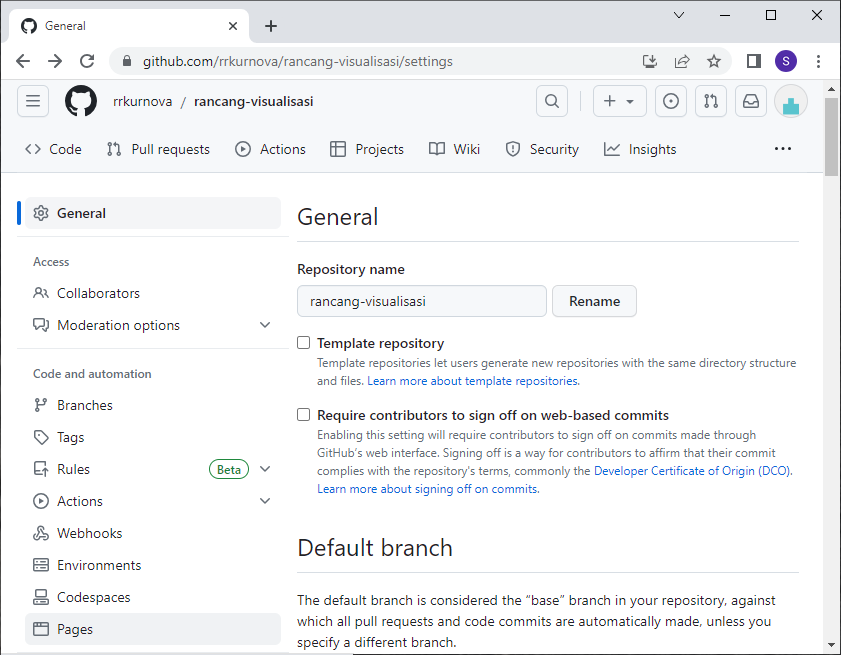 General
github.com/rrkurnova/rancang-visualisasi/settings
S
rrkurnova / rancang-visualisasi
Code Pull requests Actions Projects Wiki Security Insights
General
Access
Collaborators
Moderation options
Code and automation
Branches
Tags
Rules Beta
Actions
Webhooks
Environments
Codespaces
Pages
General
Repository name
rancang-visualisasi Rename
Template repository
Template repositories let users generate new repositories with the same directory structure
and files. Learn more about template repositories.
Require contributors to sign off on web-based commits
Enabling this setting will require contributors to sign off on commits made through
GitHub's web interface. Signing off is a way for contributors to affirm that their commit
complies with the repository's terms, commonly the Developer Certificate of Origin (DCO).
Learn more about signing off on commits.
Default branch
The default branch is considered the “base” branch in your repository, against
which all pull requests and code commits are automatically made, unless you
specify a different branch.